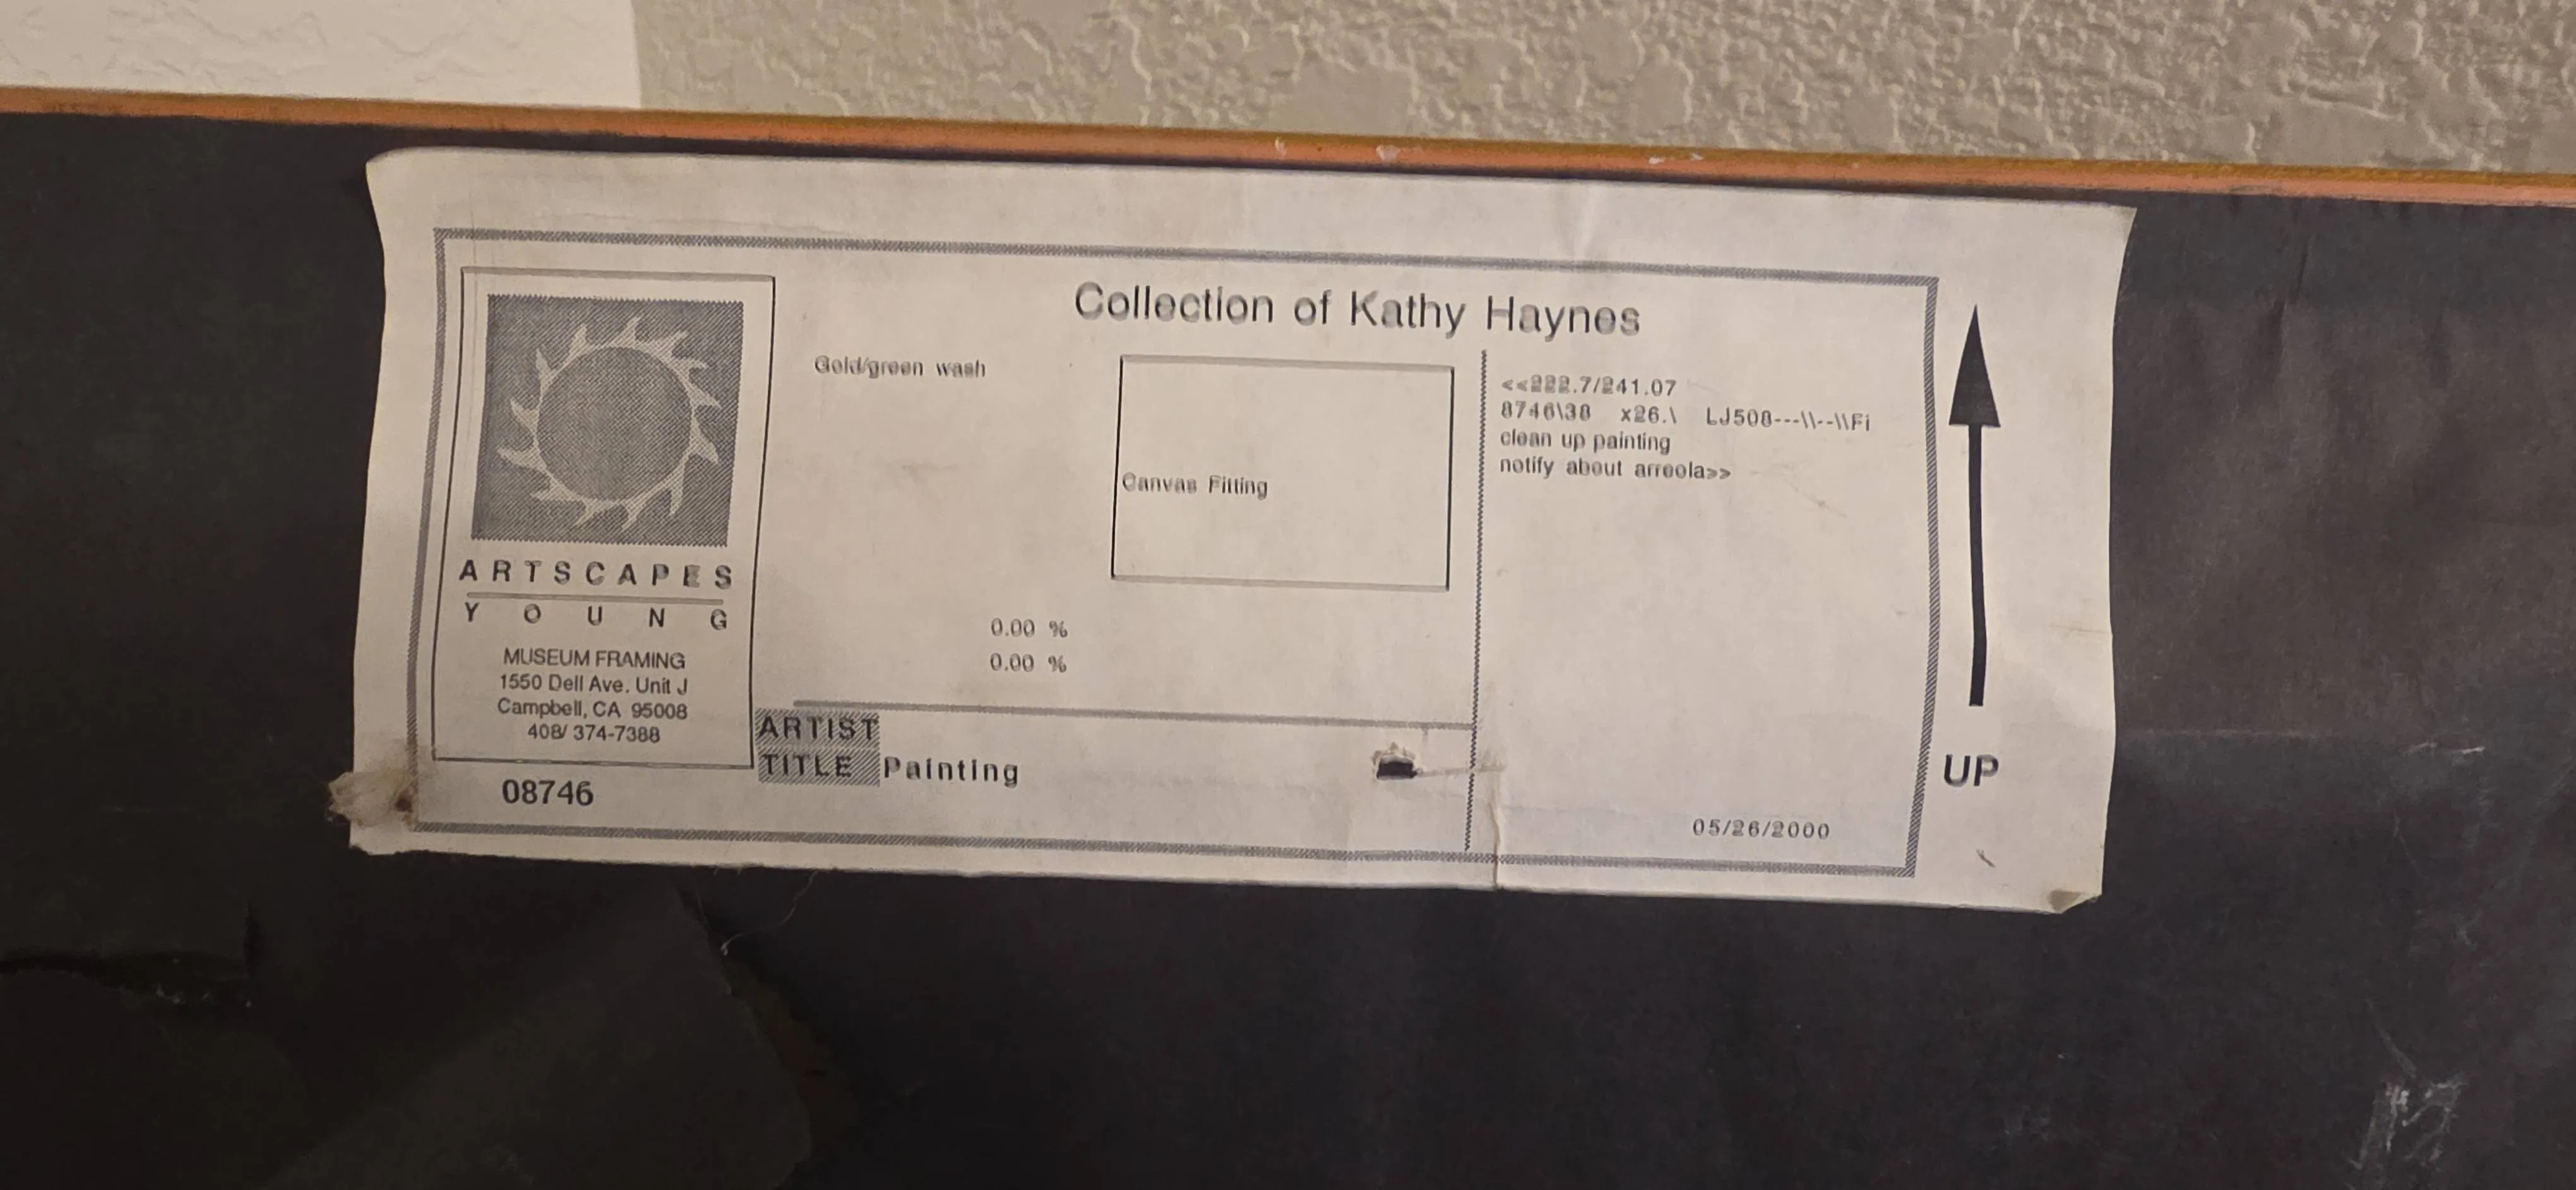 Collection of Kathy Haynes
Gold/green wash
Canvas Fitting
<<222.7/241.07
8746\38 x26.\ LJ508---\\--\\Fi
clean up painting
notify about arreola>>
0.00 %
0.00 %
ARTSCAPES
YOUNG
MUSEUM FRAMING
1550 Dell Ave. Unit J
Campbell, CA 95008
408/ 374-7388
08746
ARTIST
TITLE Painting
05/26/2000
UP